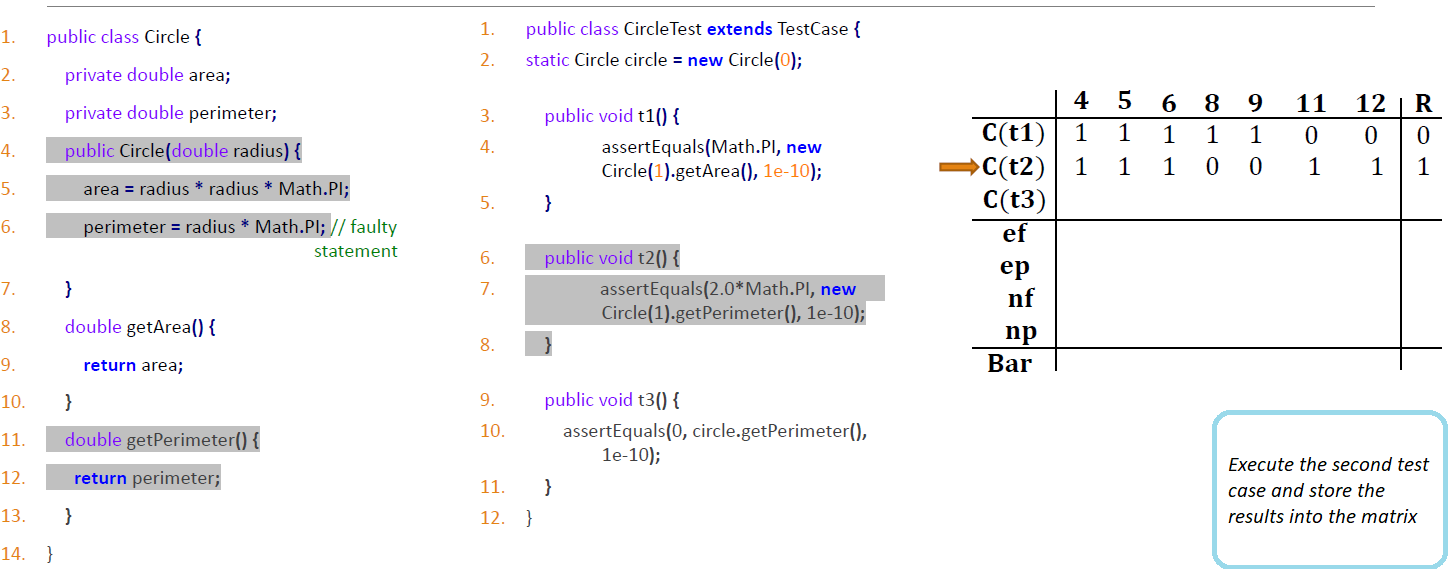 1. public class Circle {
2. private double area;
3. private double perimeter;
4. public Circle(double radius) {
5. area = radius * radius * Math.PI;
6. perimeter = radius * Math.PI; // faulty
statement
7. }
8. double getArea() {
9. return area;
10. }
11. double getPerimeter() {
12. return perimeter;
13. }
14. }
1. public class CircleTest extends TestCase {
2. static Circle circle = new Circle(0);
3. public void t1() {
4. assertEquals(Math.PI, new
Circle(1).getArea(), 1e-10);
5. }
6. public void t2() {
7. assertEquals(2.0*Math.PI, new
Circle(1).getPerimeter(), 1e-10);
8. }
9. public void t3() {
10. assertEquals(0, circle.getPerimeter(),
1e-10);
11. }
12. }
4 5 6 8 9 11 12 R
C(t1) 1 1 1 1 1 0 0 0
C(t2) 1 1 1 0 0 1 1 1
C(t3)
ef
ep
nf
np
Bar
Execute the second test
case and store the
results into the matrix